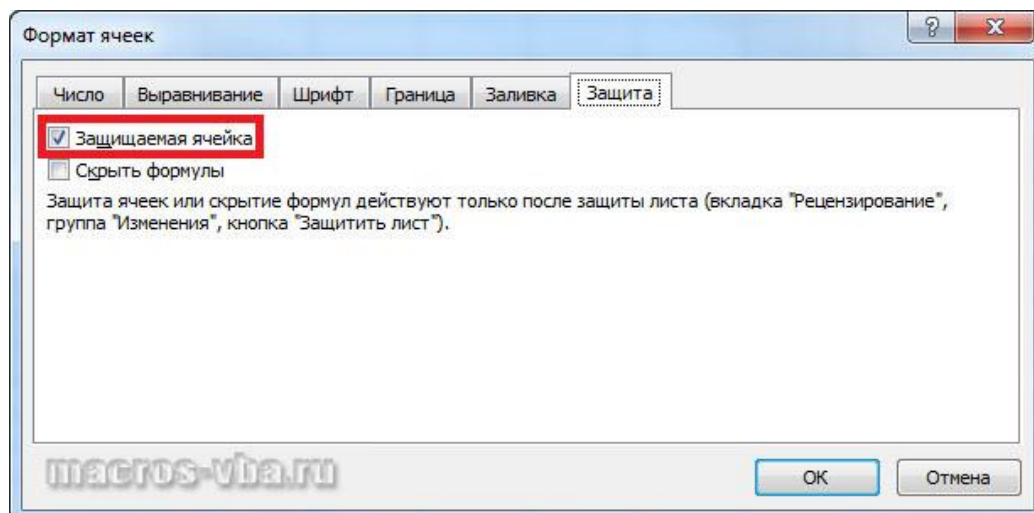 Формат ячеек
Число Выравнивание Шрифт Граница Заливка Защита
Защищаемая ячейка
Скрыть формулы
Защита ячеек или скрытие формул действуют только после защиты листа (вкладка "Рецензирование",
группа "Изменения", кнопка "Защитить лист").
macros-vba.ru
ОК Отмена